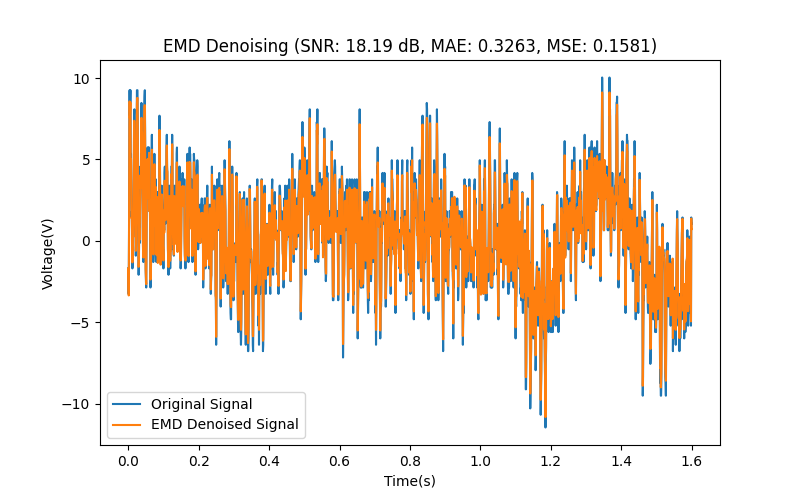 EMD Denoising (SNR: 18.19 dB, MAE: 0.3263, MSE: 0.1581)
10
5
0
−5
−10
Voltage(V)
Original Signal
EMD Denoised Signal
0.0 0.2 0.4 0.6 0.8 1.0 1.2 1.4 1.6
Time(s)